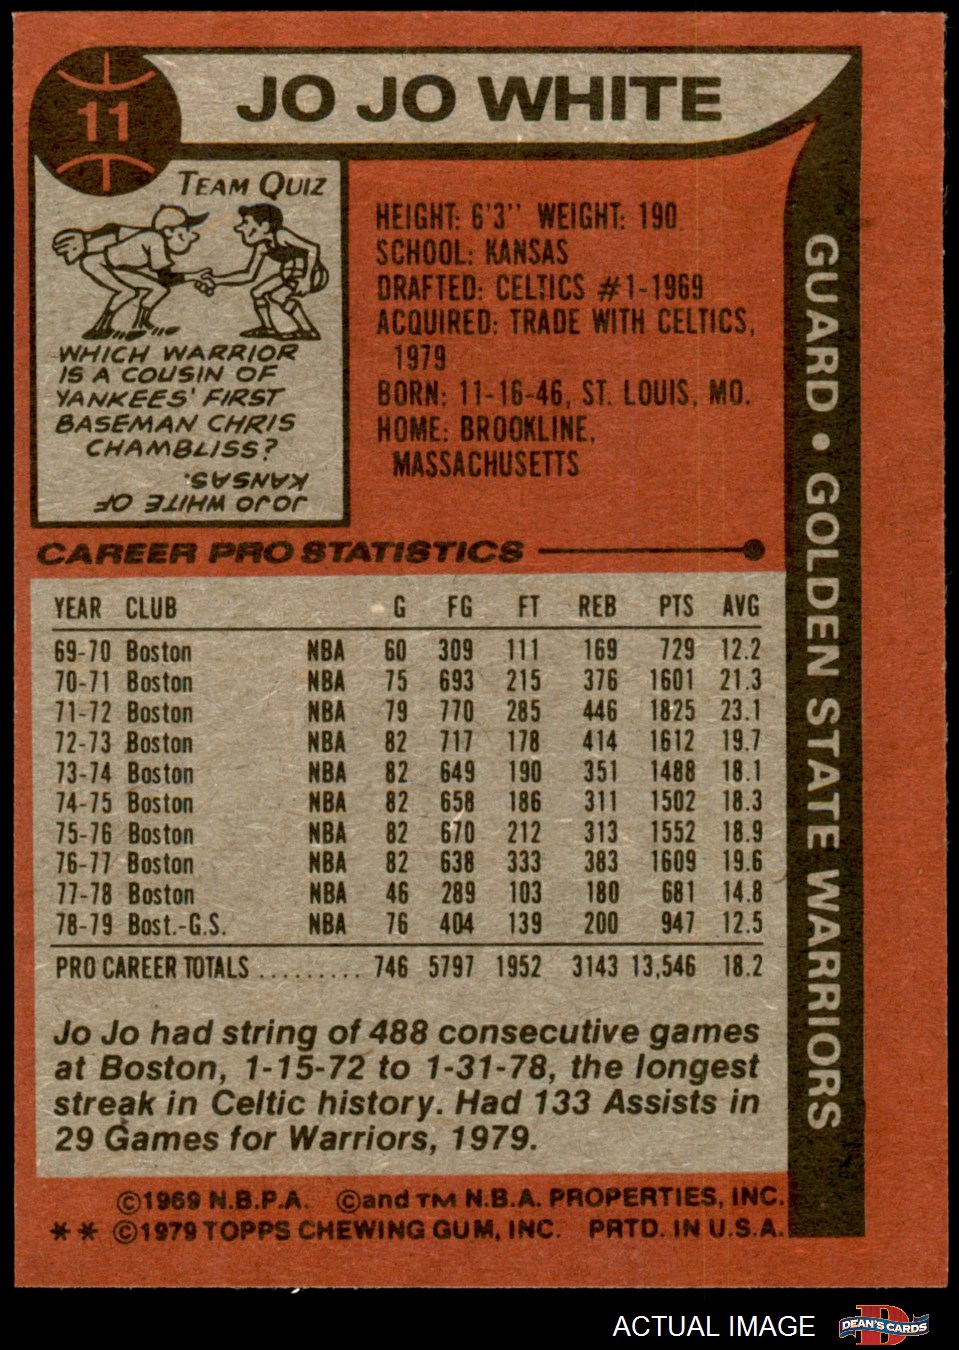 11
JO JO WHITE
TEAM QUIZ
WHICH WARRIOR
IS A COUSIN OF
YANKEES' FIRST
BASEMAN CHRIS
CHAMBLISS?
JOJO WHITE OF
KANSAS.
HEIGHT: 6'3'' WEIGHT: 190
SCHOOL: KANSAS
DRAFTED: CELTICS #1-1969
ACQUIRED: TRADE WITH CELTICS,
1979
BORN: 11-16-46, ST. LOUIS, MO.
HOME: BROOKLINE,
MASSACHUSETTS
GUARD • GOLDEN STATE WARRIORS
CAREER PRO STATISTICS
YEAR CLUB G FG FT REB PTS AVG
69-70 Boston NBA 60 309 111 169 729 12.2
70-71 Boston NBA 75 693 215 376 1601 21.3
71-72 Boston NBA 79 770 285 446 1825 23.1
72-73 Boston NBA 82 717 178 414 1612 19.7
73-74 Boston NBA 82 649 190 351 1488 18.1
74-75 Boston NBA 82 658 186 311 1502 18.3
75-76 Boston NBA 82 670 212 313 1552 18.9
76-77 Boston NBA 82 638 333 383 1609 19.6
77-78 Boston NBA 46 289 103 180 681 14.8
78-79 Bost.-G.S. NBA 76 404 139 200 947 12.5
PRO CAREER TOTALS ......... 746 5797 1952 3143 13,546 18.2
Jo Jo had string of 488 consecutive games
at Boston, 1-15-72 to 1-31-78, the longest
streak in Celtic history. Had 133 Assists in
29 Games for Warriors, 1979.
©1969 N.B.P.A. ©and TM N.B.A. PROPERTIES, INC.
** ©1979 TOPPS CHEWING GUM, INC. PRTD. IN U.S.A.
ACTUAL IMAGE
D
DEAN'S CARDS